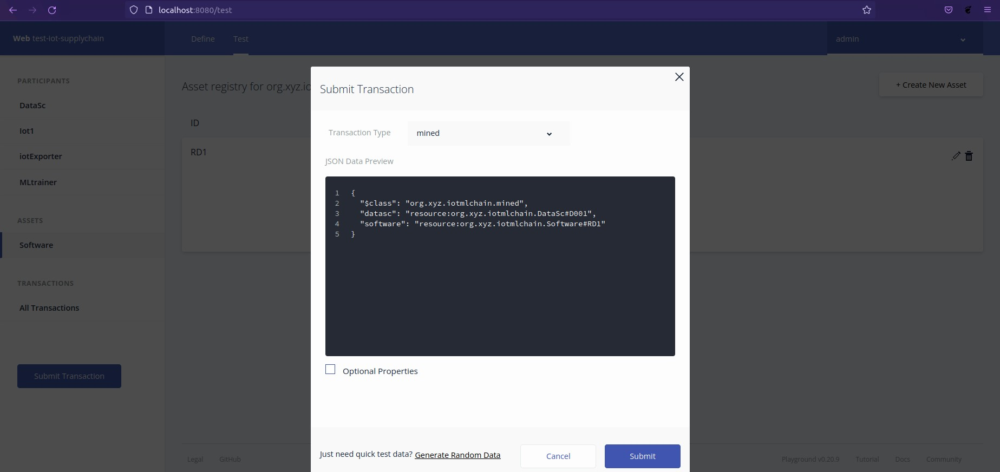 localhost:8080/test
Web test-iot-supplychain
Define
Test
admin
PARTICIPANTS
DataSc
Iot1
iotExporter
MLtrainer
ASSETS
Software
TRANSACTIONS
All Transactions
Submit Transaction
Asset registry for org.xyz.io
+ Create New Asset
ID
RD1
Submit Transaction
Transaction Type
mined
JSON Data Preview
1 {
2 "$class": "org.xyz.iotmlchain.mined",
3 "datasc": "resource:org.xyz.iotmlchain.DataSc#D001",
4 "software": "resource:org.xyz.iotmlchain.Software#RD1"
5 }
Optional Properties
Just need quick test data? Generate Random Data
Cancel
Submit
Legal
GitHub
Playground v0.20.9
Tutorial
Docs
Community